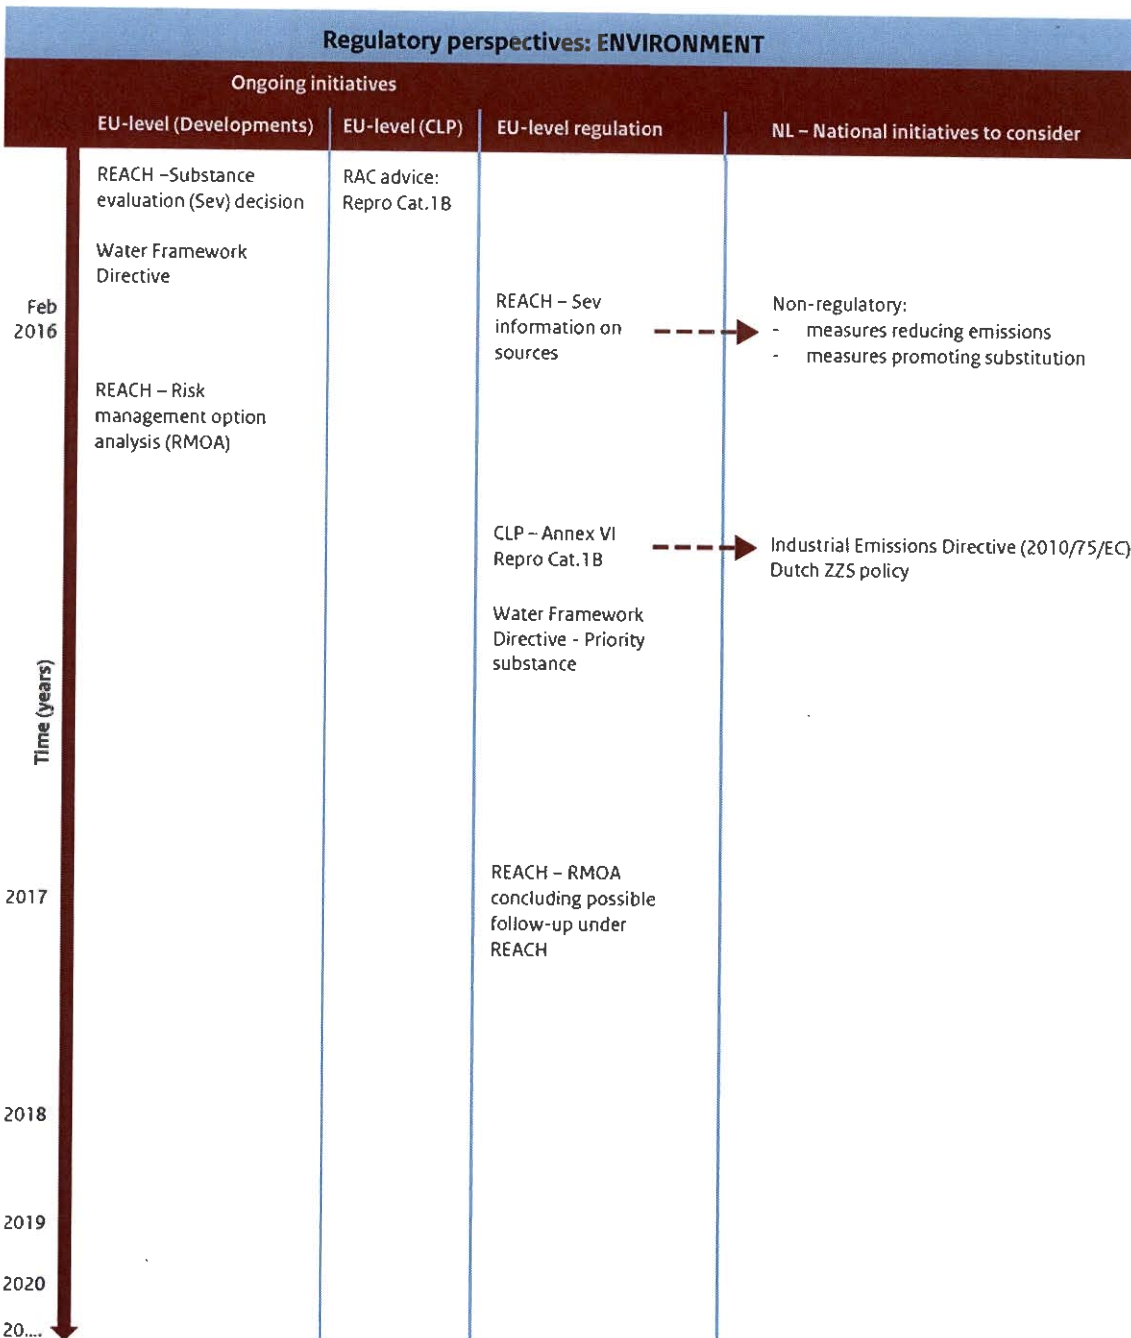 Regulatory perspectives: ENVIRONMENT
Ongoing initiatives
EU-level (Developments)
EU-level (CLP)
EU-level regulation
NL – National initiatives to consider
REACH –Substance
evaluation (Sev) decision
RAC advice:
Repro Cat.1B
Water Framework
Directive
Feb
2016
REACH – Sev
information on
sources
Non-regulatory:
- measures reducing emissions
- measures promoting substitution
REACH – Risk
management option
analysis (RMOA)
CLP – Annex VI
Repro Cat.1B
Industrial Emissions Directive (2010/75/EC)
Dutch ZZS policy
Water Framework
Directive - Priority
substance
Time (years)
2017
REACH – RMOA
concluding possible
follow-up under
REACH
2018
2019
2020
20....